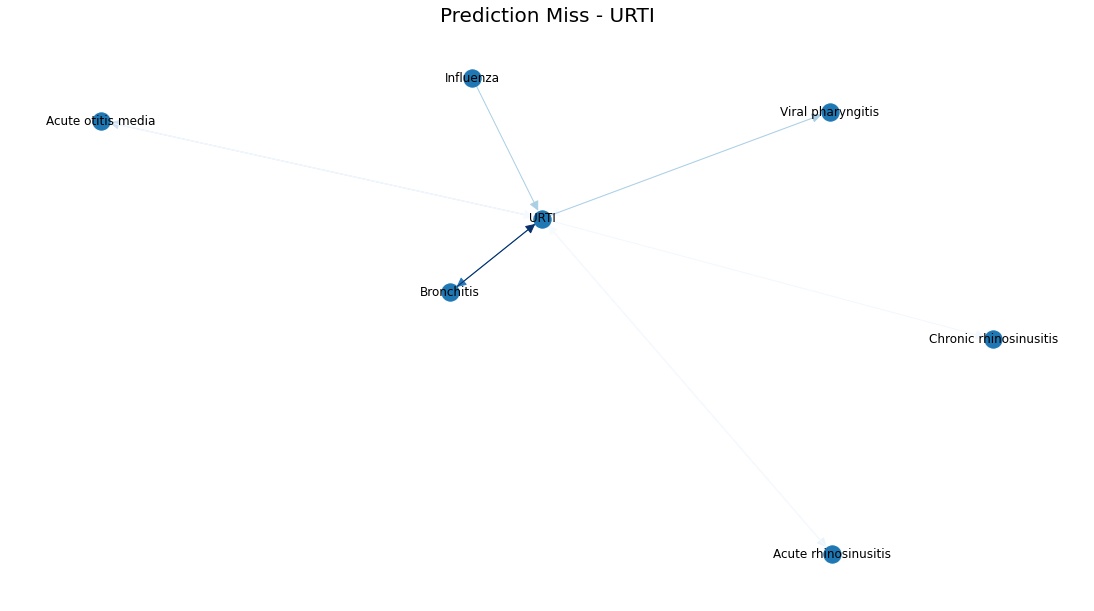 Prediction Miss - URTI
Influenza
Viral pharyngitis
Acute otitis media
URTI
Bronchitis
Chronic rhinosinusitis
Acute rhinosinusitis